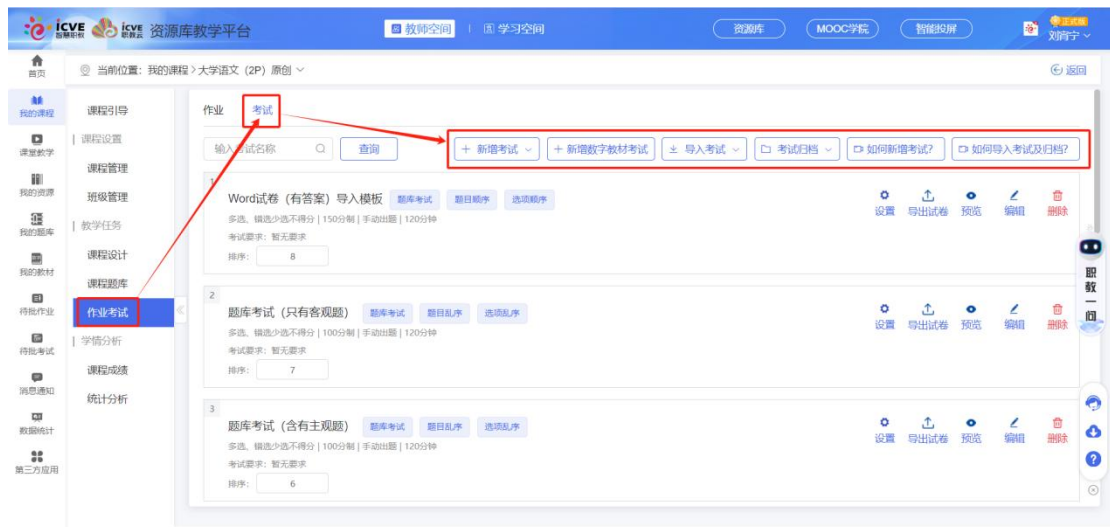 icve 智慧职教 icve 职教云 资源库教学平台 教师空间 | 学习空间 资源库 MOOC学院 智能投屏 正式版 刘宵宁
首页 当前位置：我的课程 > 大学语文（2P）原创 返回
我的课程
课堂教学
我的资源
我的题库
我的教材
待批作业
待批考试
消息通知
数据统计
第三方应用
课程引导
课程设置
课程管理
班级管理
教学任务
课程设计
课程题库
作业考试
学情分析
课程成绩
统计分析
作业 考试
输入考试名称 查询 + 新增考试 + 新增数字教材考试 导入考试 考试归档 如何新增考试? 如何导入考试及归档?
1
Word试卷（有答案）导入模板 题库考试 题目顺序 选项顺序
多选、错选少选不得分 | 150分制 | 手动出题 | 120分钟
考试要求：暂无要求
排序： 8
设置 导出试卷 预览 编辑 删除
2
题库考试（只有客观题） 题库考试 题目乱序 选项乱序
多选、错选少选不得分 | 100分制 | 手动出题 | 120分钟
考试要求：暂无要求
排序： 7
设置 导出试卷 预览 编辑 删除
3
题库考试（含有主观题） 题库考试 题目乱序 选项乱序
多选、错选少选不得分 | 100分制 | 手动出题 | 120分钟
考试要求：暂无要求
排序： 6
设置 导出试卷 预览 编辑 删除
职教一问